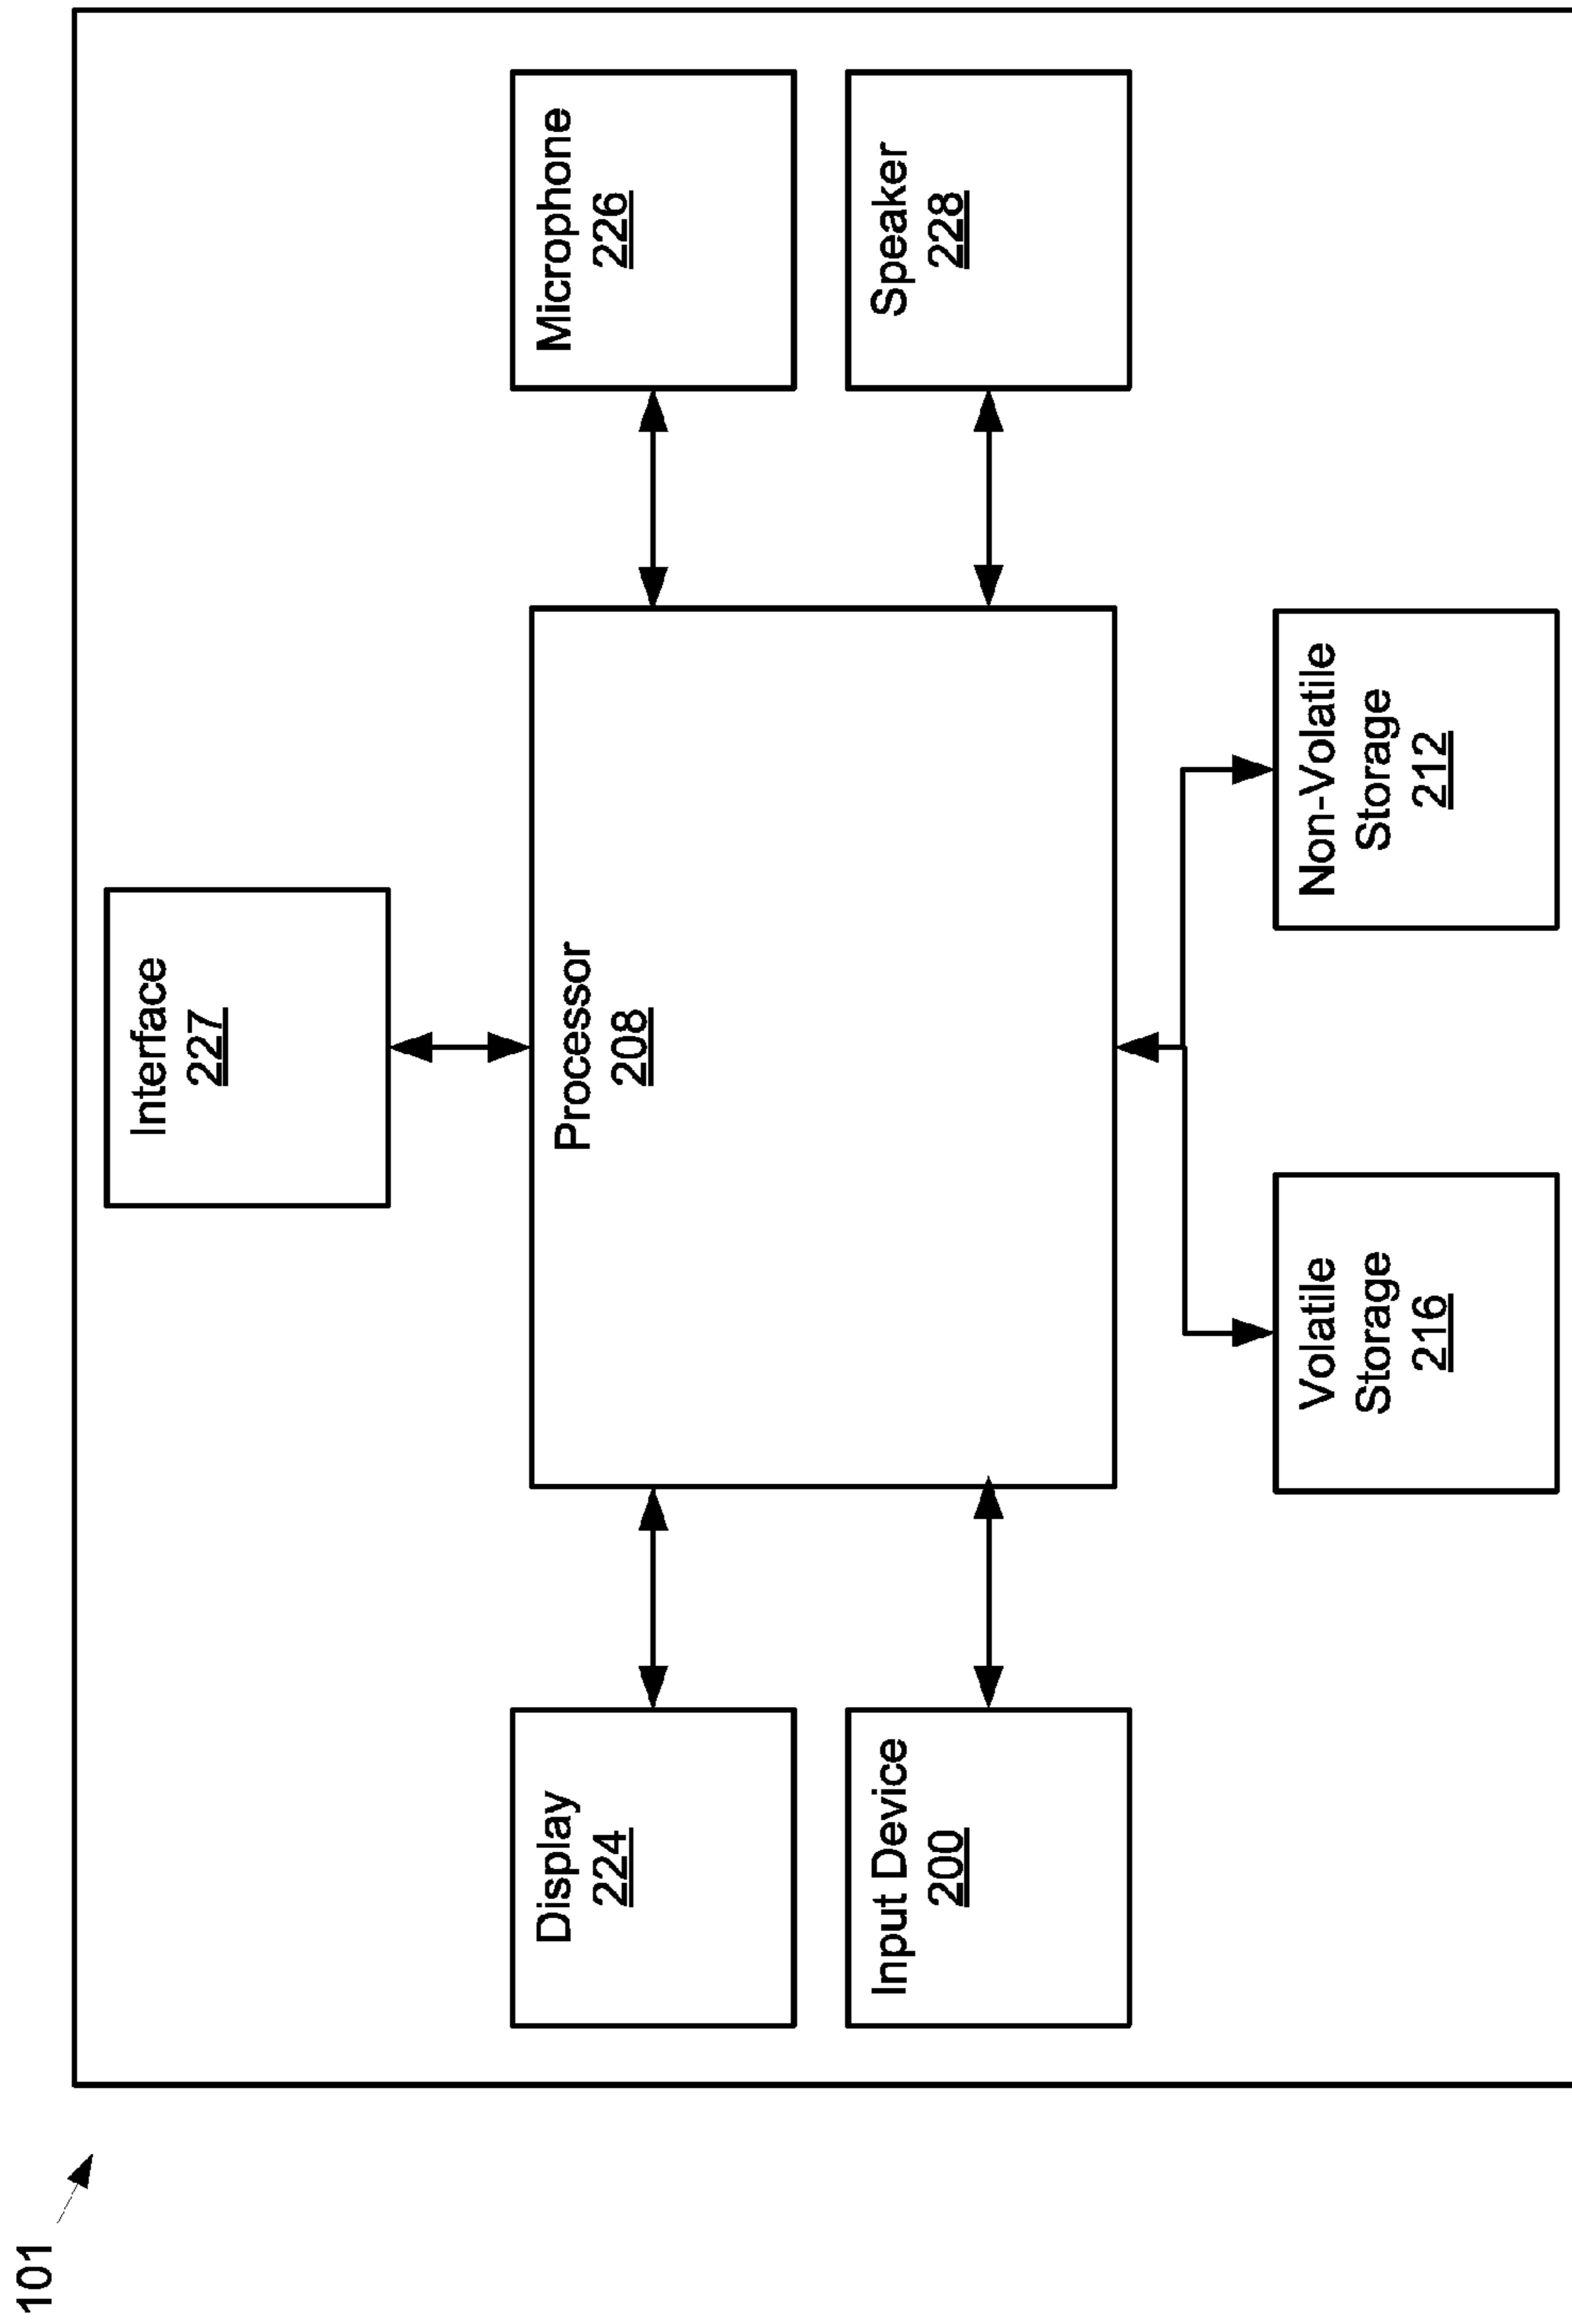 101
Interface
227
Display
224
Processor
208
Microphone
226
Input Device
200
Speaker
228
Volatile
Storage
216
Non-Volatile
Storage
212